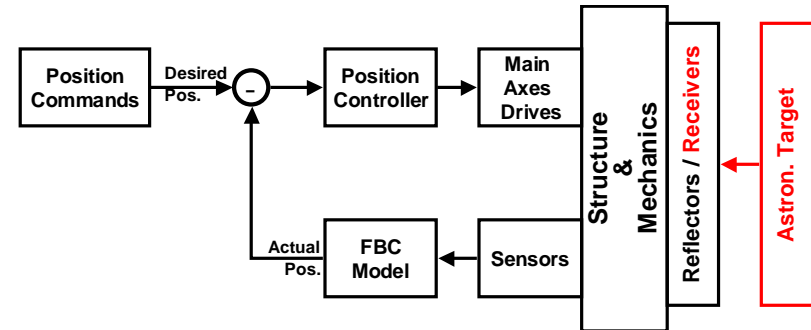 Position
Commands
Desired
Pos.
-
Position
Controller
Main
Axes
Drives
Structure
&
Mechanics
Reflectors / Receivers
Astron. Target
Actual
Pos.
FBC
Model
Sensors